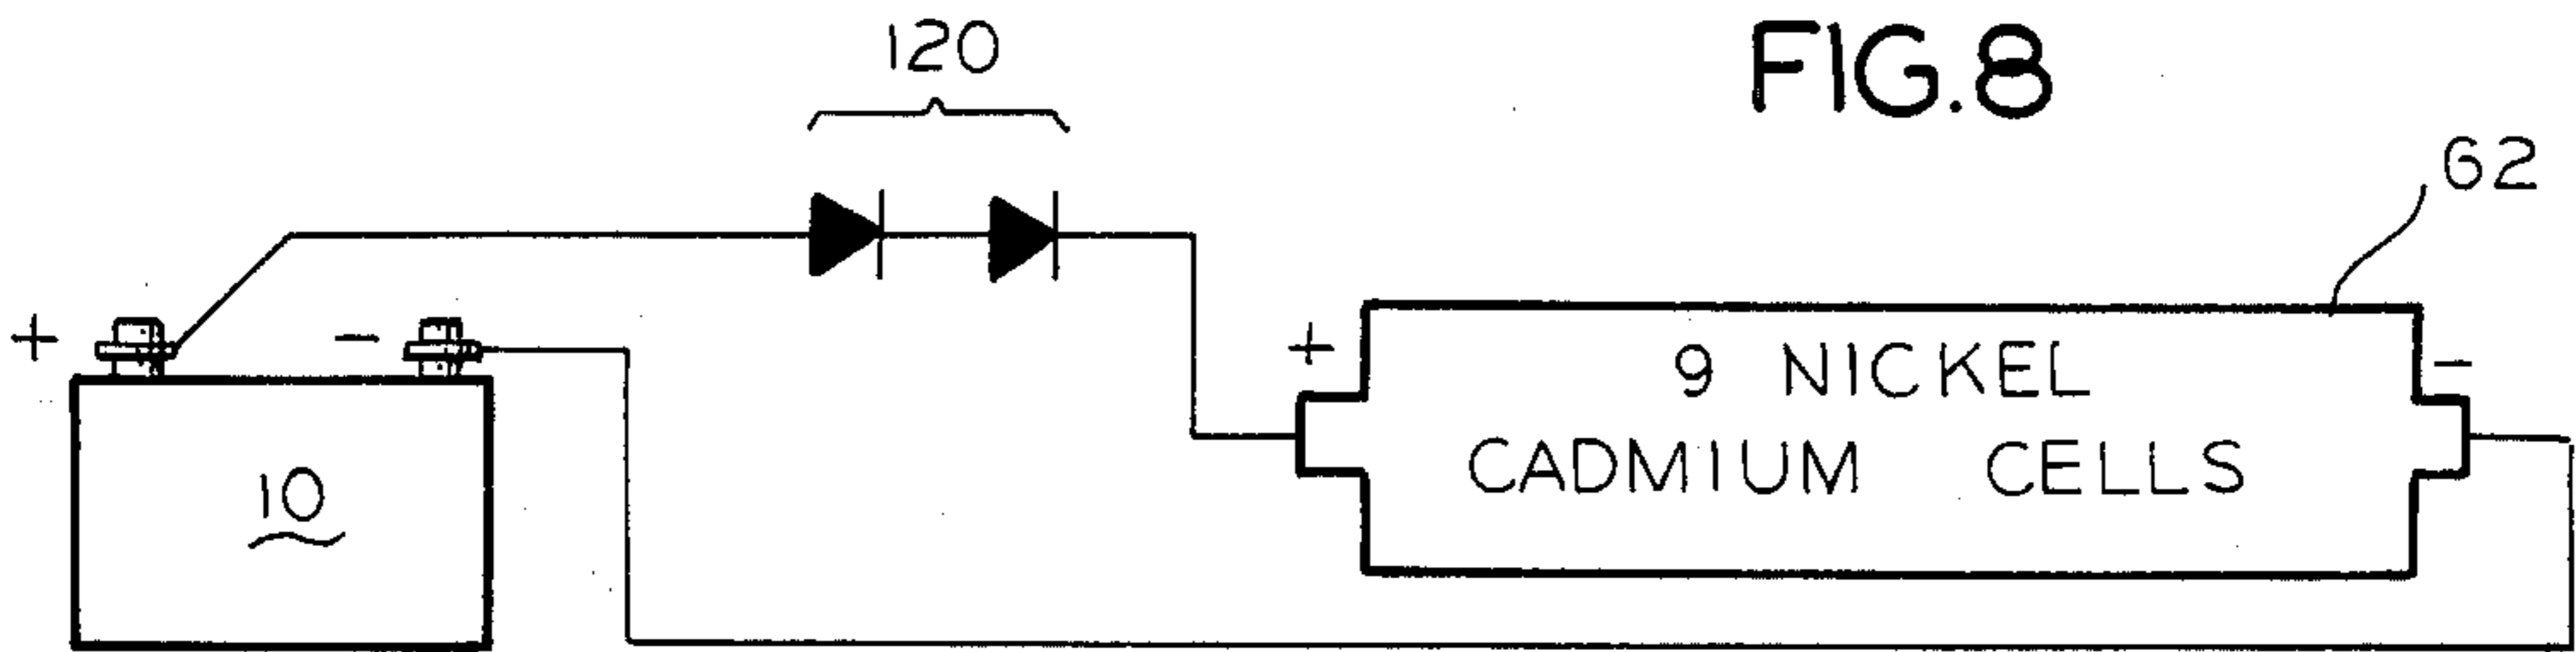 120
FIG.8
62
+
-
+
9 NICKEL
-
CADMIUM CELLS
10